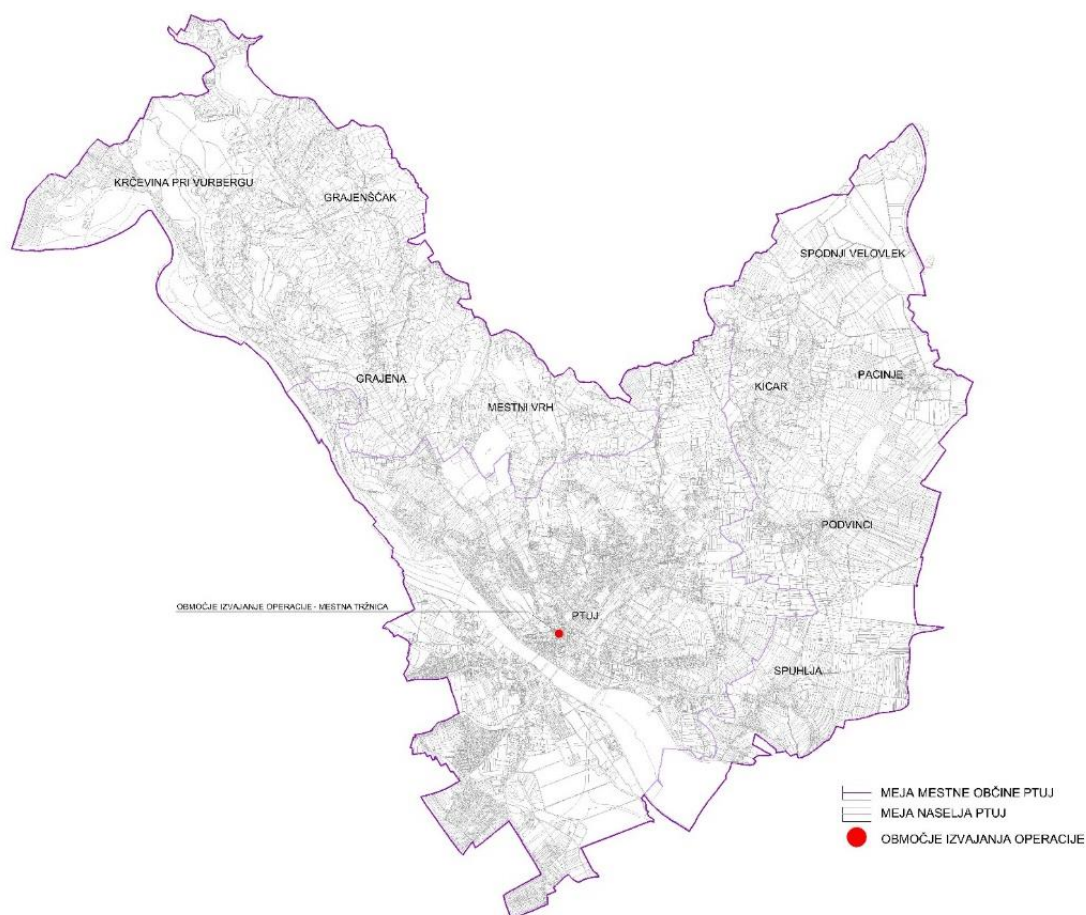 KRČEVINA PRI VURBERGU
GRAJENŠČAK
SPODNJI VELOVLEK
GRAJENA
MESTNI VRH
KICAR
PACINJE
PODVINCI
OBMOČJE IZVAJANJE OPERACIJE - MESTNA TRŽNICA
PTUJ
SPUHLJA
MEJA MESTNE OBČINE PTUJ
MEJA NASELJA PTUJ
OBMOČJE IZVAJANJA OPERACIJE